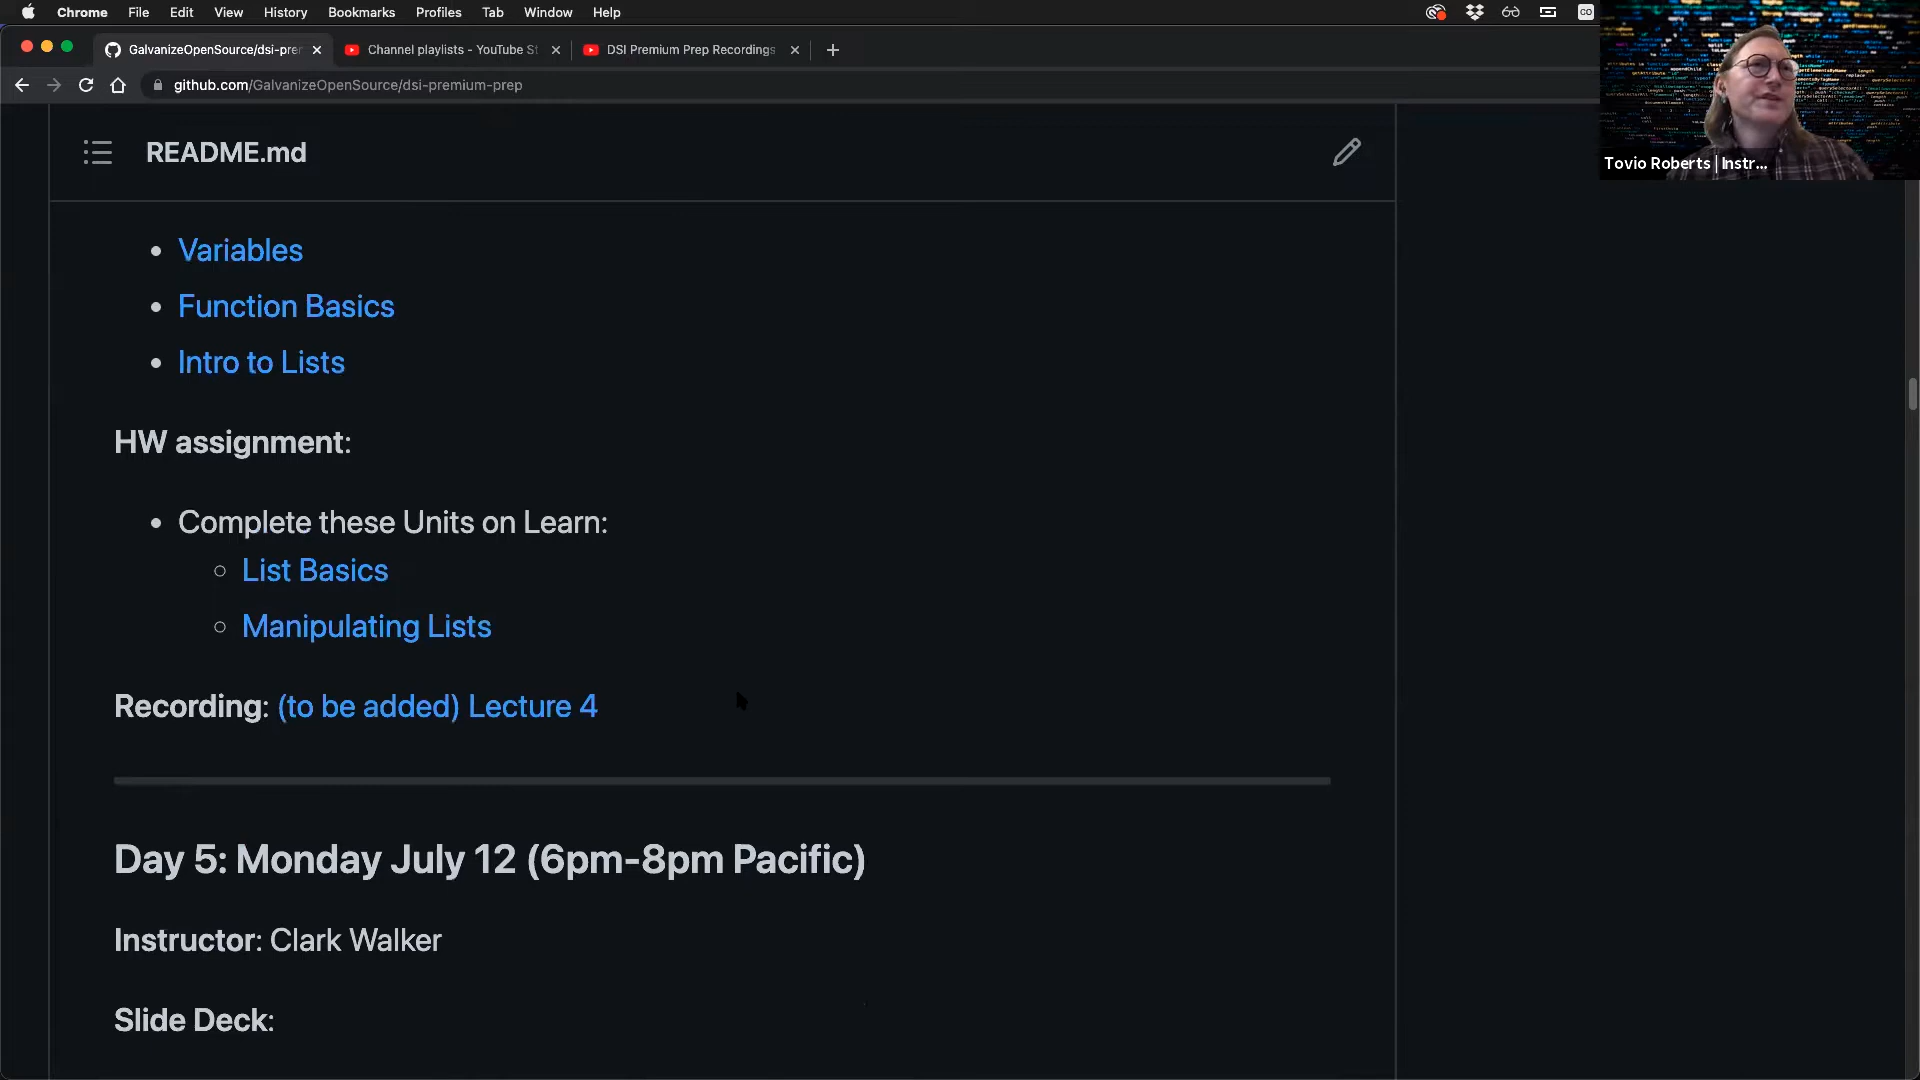 Chrome File Edit View History Bookmarks Profiles Tab Window Help
GalvanizeOpenSource/dsi-prer
Channel playlists - YouTube St
DSI Premium Prep Recordings
github.com/GalvanizeOpenSource/dsi-premium-prep
Tovio Roberts | Instr...
README.md
Variables
Function Basics
Intro to Lists
HW assignment:
Complete these Units on Learn:
List Basics
Manipulating Lists
Recording: (to be added) Lecture 4
Day 5: Monday July 12 (6pm-8pm Pacific)
Instructor: Clark Walker
Slide Deck: